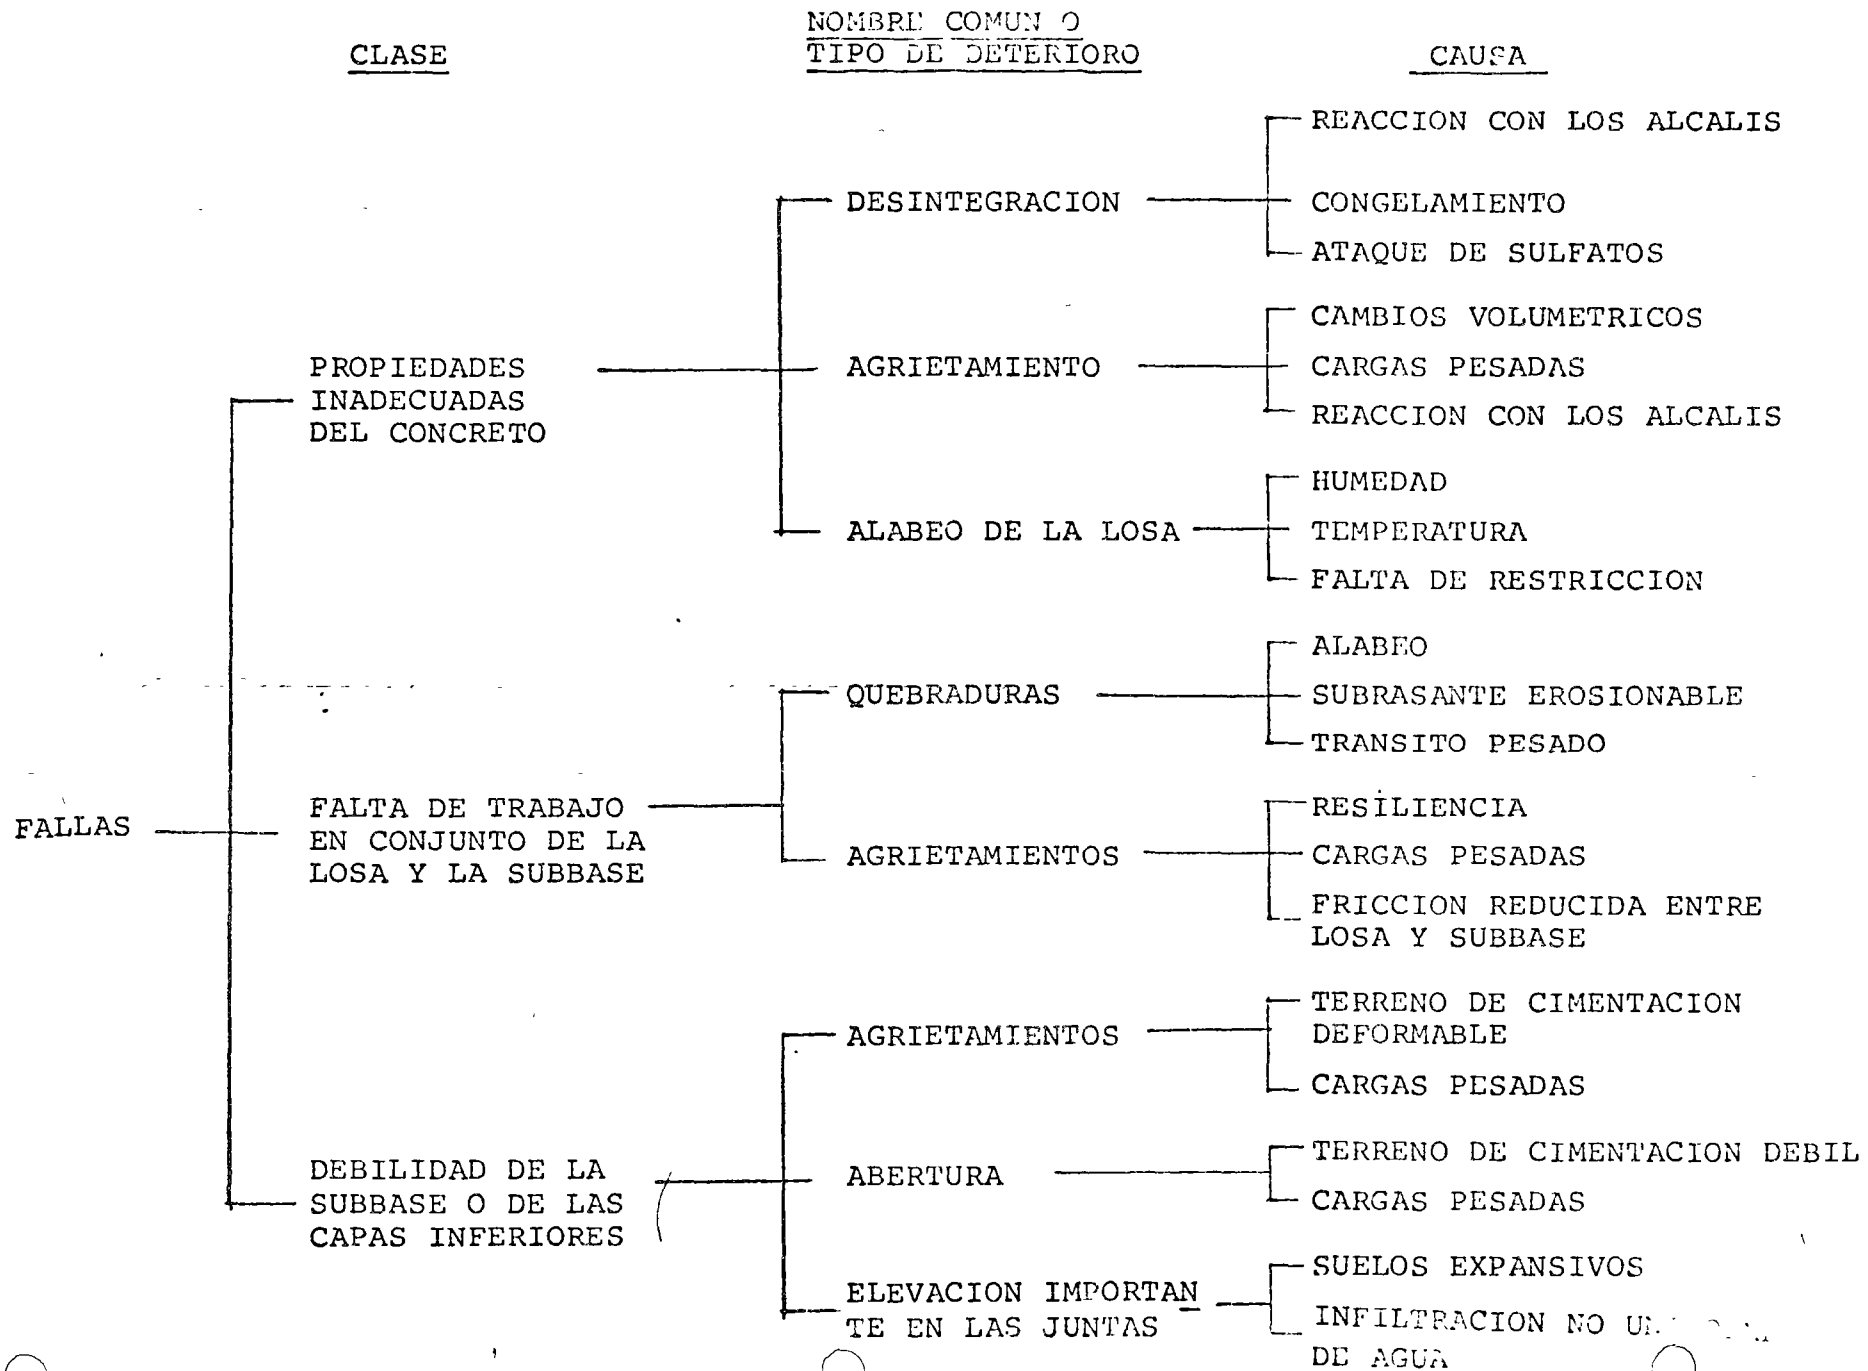 CLASE
NOMBRE COMUN O
TIPO DE DETERIORO
CAUSA
FALLAS
PROPIEDADES
INADECUADAS
DEL CONCRETO
DESINTEGRACION
REACCION CON LOS ALCALIS
CONGELAMIENTO
ATAQUE DE SULFATOS
AGRIETAMIENTO
CAMBIOS VOLUMETRICOS
CARGAS PESADAS
REACCION CON LOS ALCALIS
ALABEO DE LA LOSA
HUMEDAD
TEMPERATURA
FALTA DE RESTRICCION
FALTA DE TRABAJO
EN CONJUNTO DE LA
LOSA Y LA SUBBASE
QUEBRADURAS
ALABEO
SUBRASANTE EROSIONABLE
TRANSITO PESADO
AGRIETAMIENTOS
RESILIENCIA
CARGAS PESADAS
FRICCION REDUCIDA ENTRE
LOSA Y SUBBASE
DEBILIDAD DE LA
SUBBASE O DE LAS
CAPAS INFERIORES
AGRIETAMIENTOS
TERRENO DE CIMENTACION
DEFORMABLE
CARGAS PESADAS
ABERTURA
TERRENO DE CIMENTACION DEBIL
CARGAS PESADAS
ELEVACION IMPORTAN
TE EN LAS JUNTAS
SUELOS EXPANSIVOS
INFILTRACION NO
DE AGUA